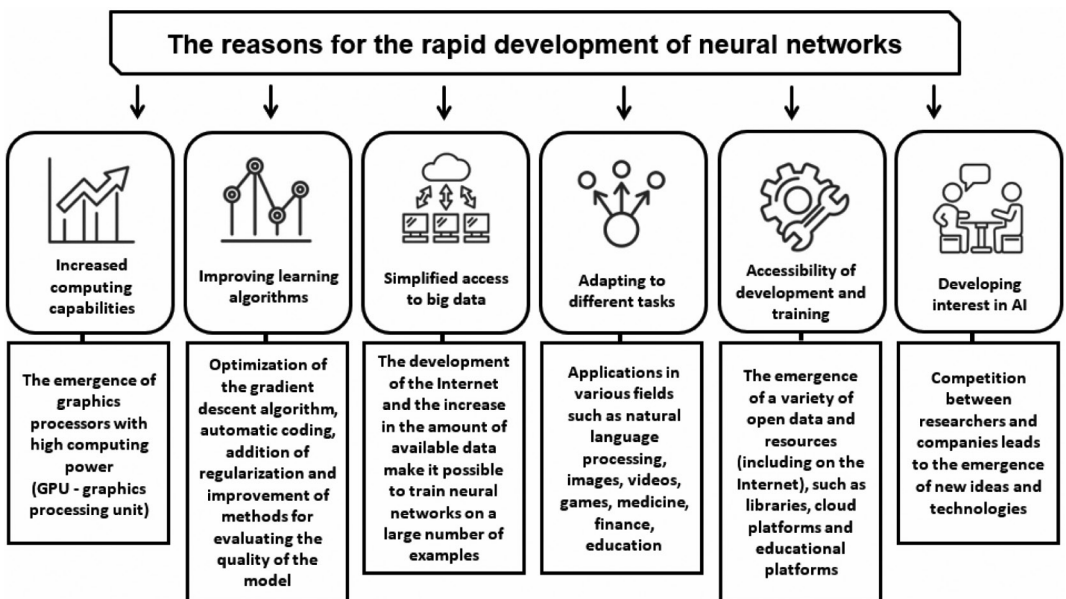 The reasons for the rapid development of neural networks
Increased
computing
capabilities
The emergence of
graphics
processors with
high computing
power
(GPU - graphics
processing unit)
Improving learning
algorithms
Optimization of
the gradient
descent algorithm,
automatic coding,
addition of
regularization and
improvement of
methods for
evaluating the
quality of the
model
Simplified access
to big data
The development
of the Internet
and the increase
in the amount of
available data
make it possible
to train neural
networks on a
large number of
examples
Adapting to
different tasks
Applications in
various fields
such as natural
language
processing,
images, videos,
games, medicine,
finance,
education
Accessibility of
development and
training
The emergence
of a variety of
open data and
resources
(including on the
Internet), such as
libraries, cloud
platforms and
educational
platforms
Developing
interest in AI
Competition
between
researchers and
companies leads
to the emergence
of new ideas and
technologies